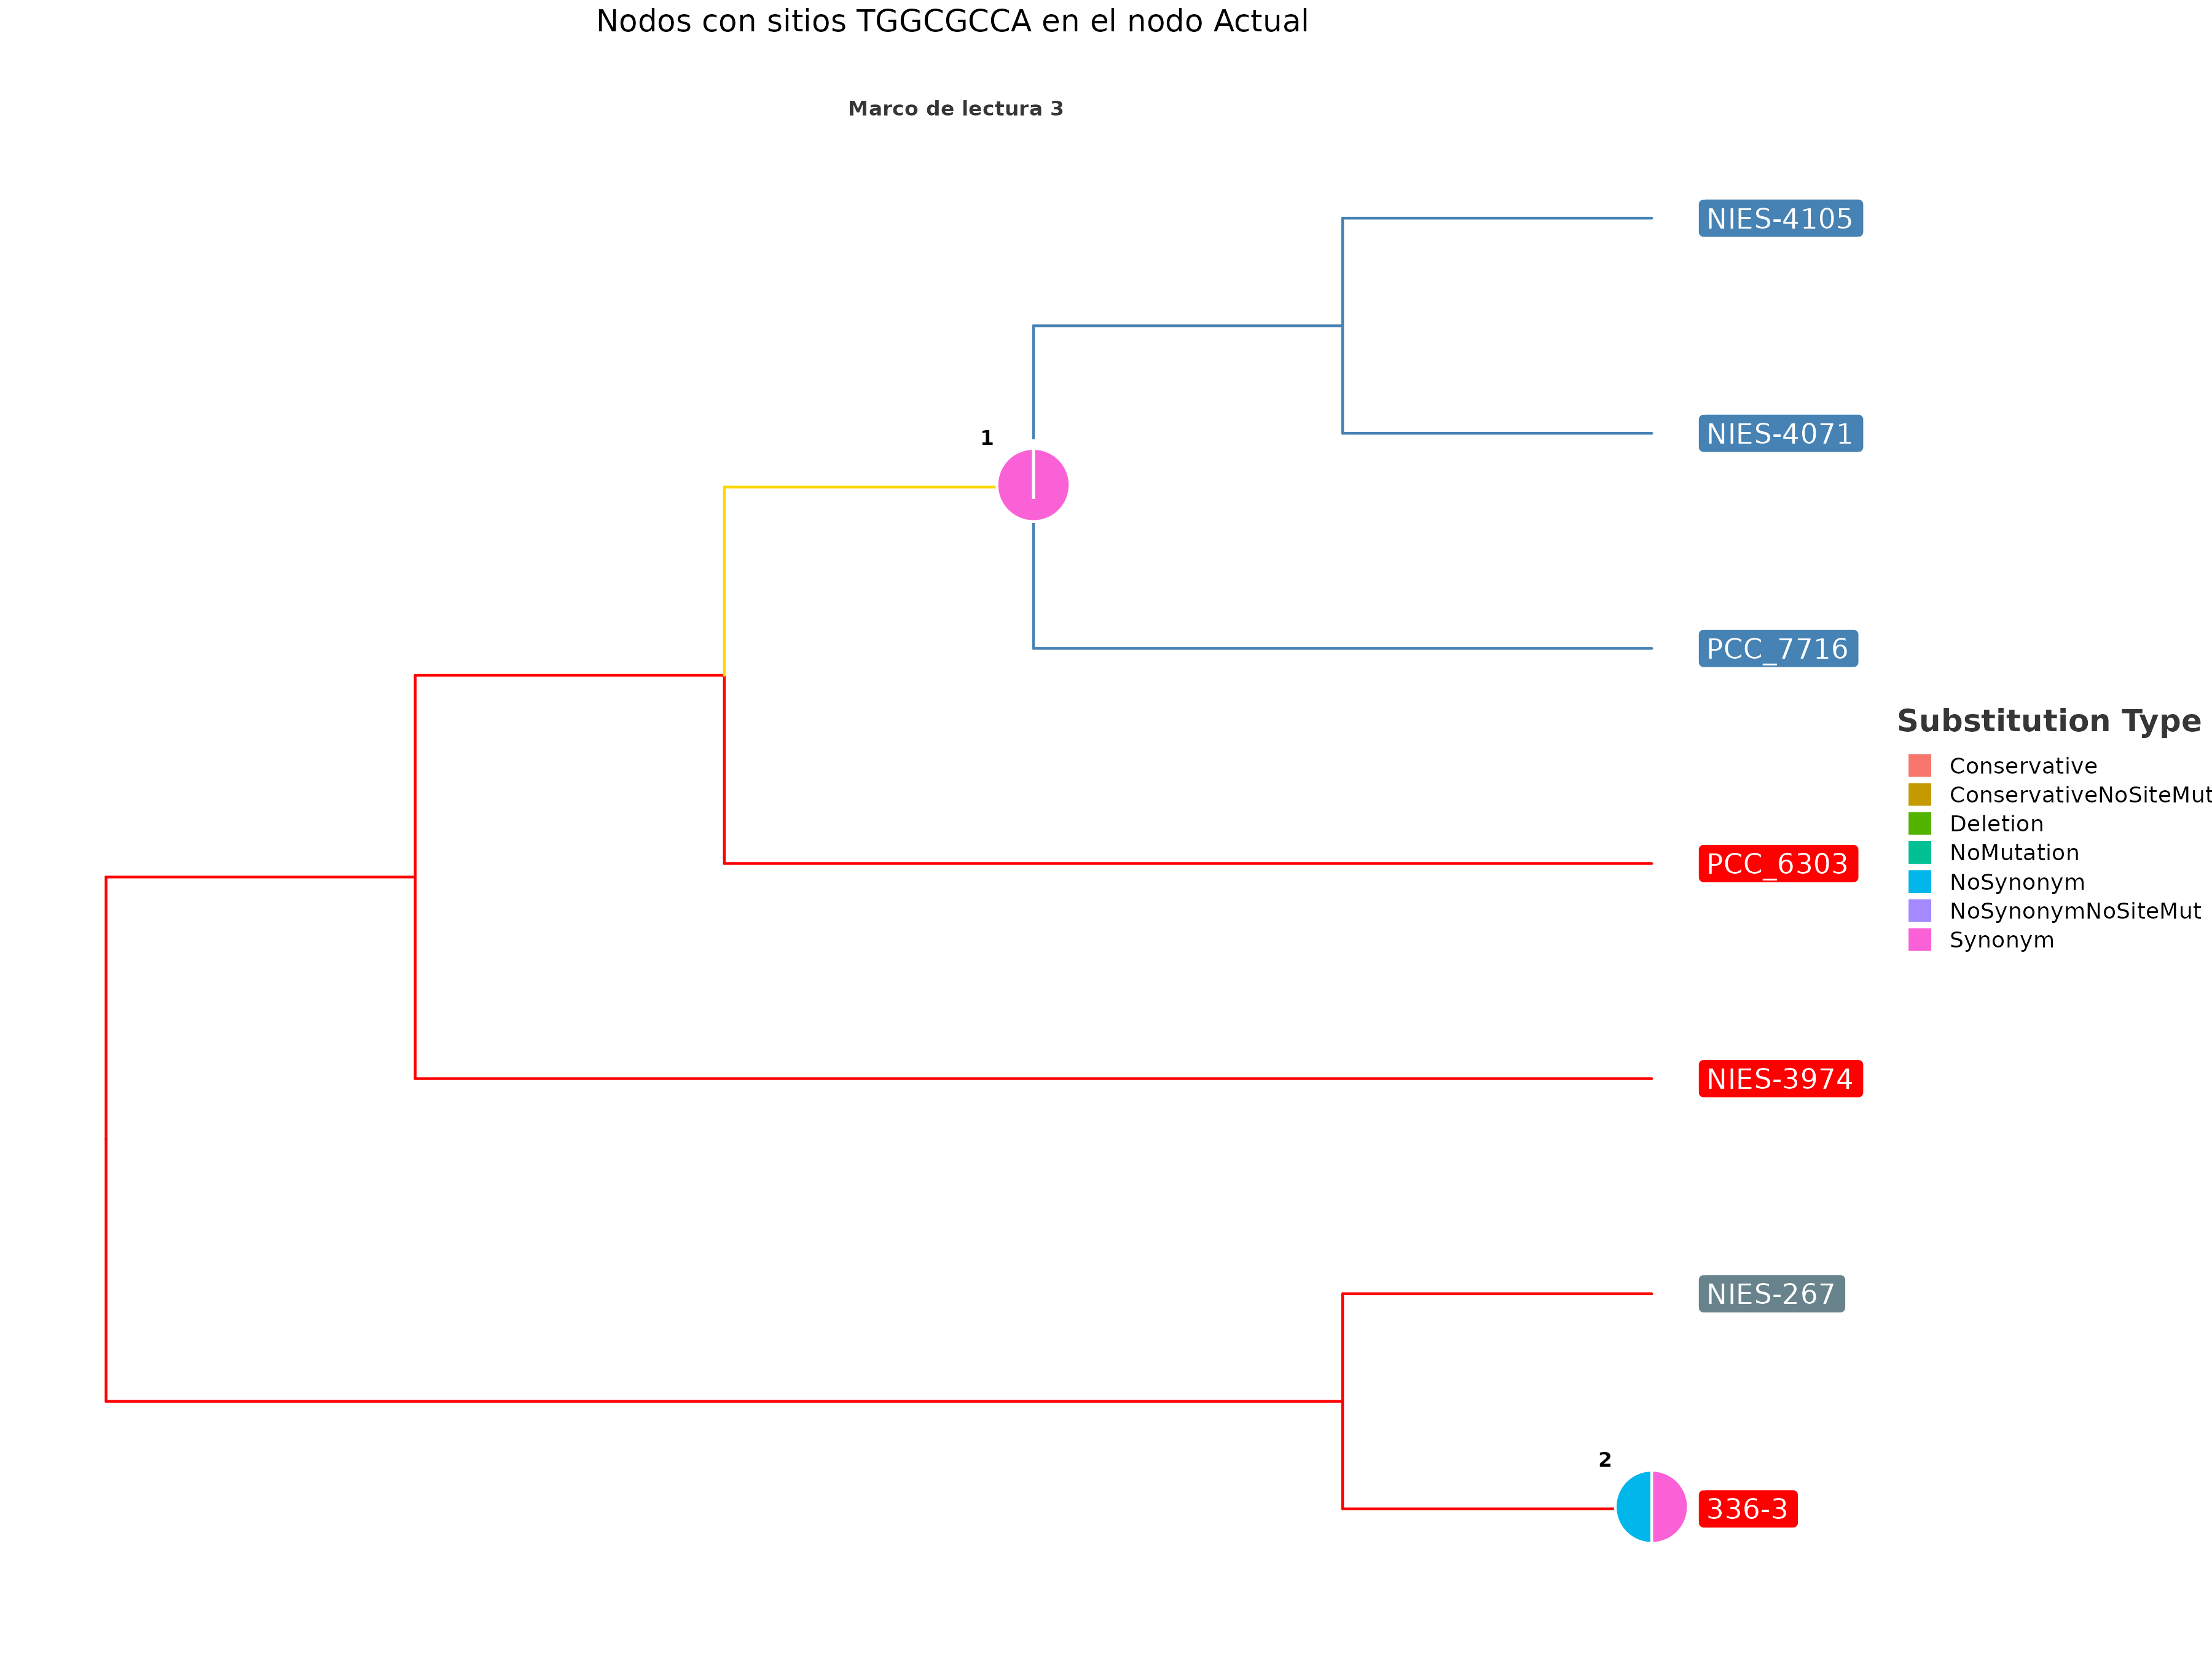 Nodos con sitios TGGCGCCA en el nodo Actual
Marco de lectura 3
NIES-4105
1
NIES-4071
PCC_7716
Substitution Type
Conservative
ConservativeNoSiteMut
Deletion
NoMutation
NoSynonym
NoSynonymNoSiteMut
Synonym
PCC_6303
NIES-3974
NIES-267
2
336-3